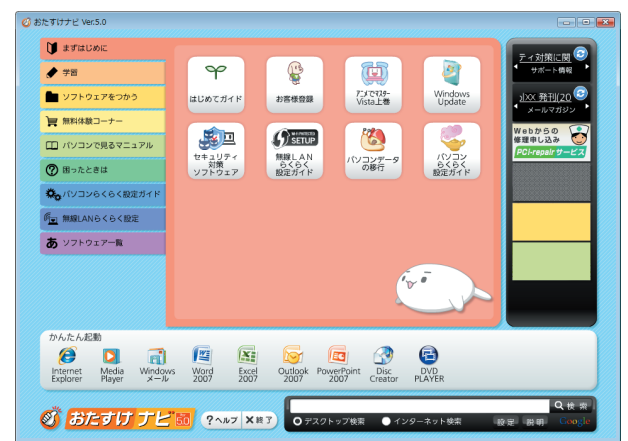 おたすけナビ Ver.5.0
まずはじめに
学習
ソフトウェアをつかう
無料体験コーナー
パソコンで見るマニュアル
困ったときは
パソコンらくらく設定ガイド
無線LANらくらく設定
あ ソフトウェア一覧
はじめてガイド
お客様登録
アニメでマスター
Vista上巻
Windows
Update
セキュリティ
対策
ソフトウェア
WI-FI PROTECTED
SETUP
無線LAN
らくらく
設定ガイド
パソコンデータ
の移行
パソコン
らくらく
設定ガイド
ティ対策に関
サポート情報
発刊(20
メールマガジン
Webからの
修理申し込み
PCi-repairサービス
かんたん起動
Internet
Explorer
Media
Player
Windows
メール
Word
2007
Excel
2007
Outlook
2007
PowerPoint
2007
Disc
Creator
DVD
PLAYER
おたすけナビ 5.0
?ヘルプ
×終了
検索
デスクトップ検索
インターネット検索
設定
説明
Google